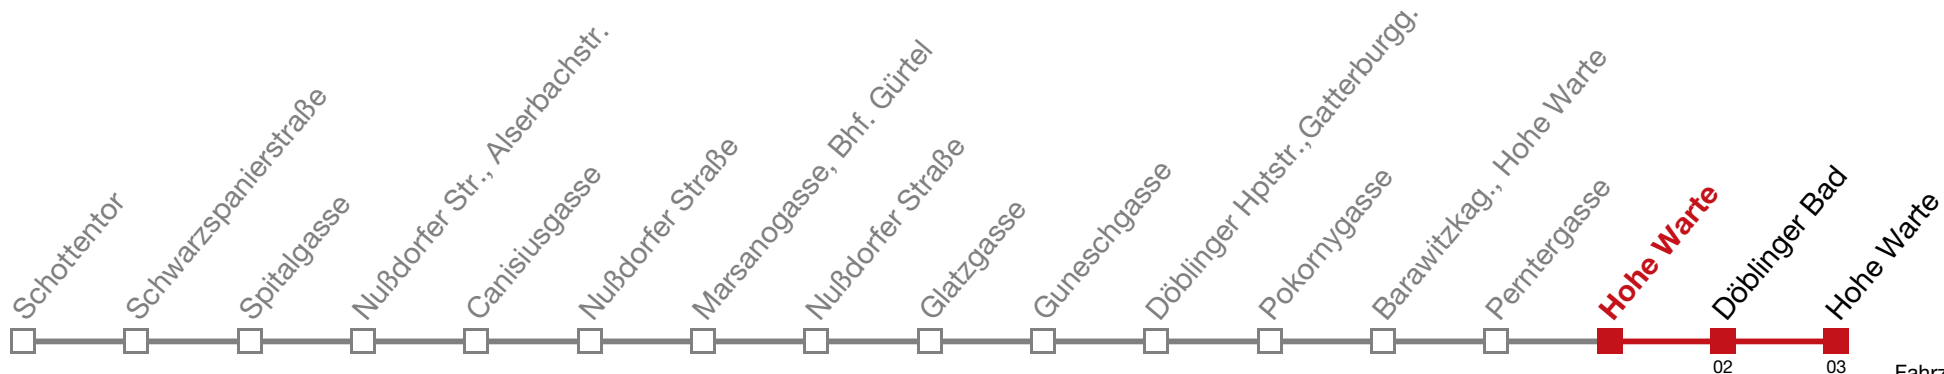 Schottentor
Schwarzspanierstraße
Spitalgasse
Nußdorfer Str., Alserbachstr.
Canisiusgasse
Nußdorfer Straße
Marsanogasse, Bhf. Gürtel
Nußdorfer Straße
Glatzgasse
Guneschgasse
Döblinger Hptstr.,Gatterburgg.
Pokornygasse
Barawitzkag., Hohe Warte
Perntergasse
Hohe Warte
Döblinger Bad
Hohe Warte
02 03